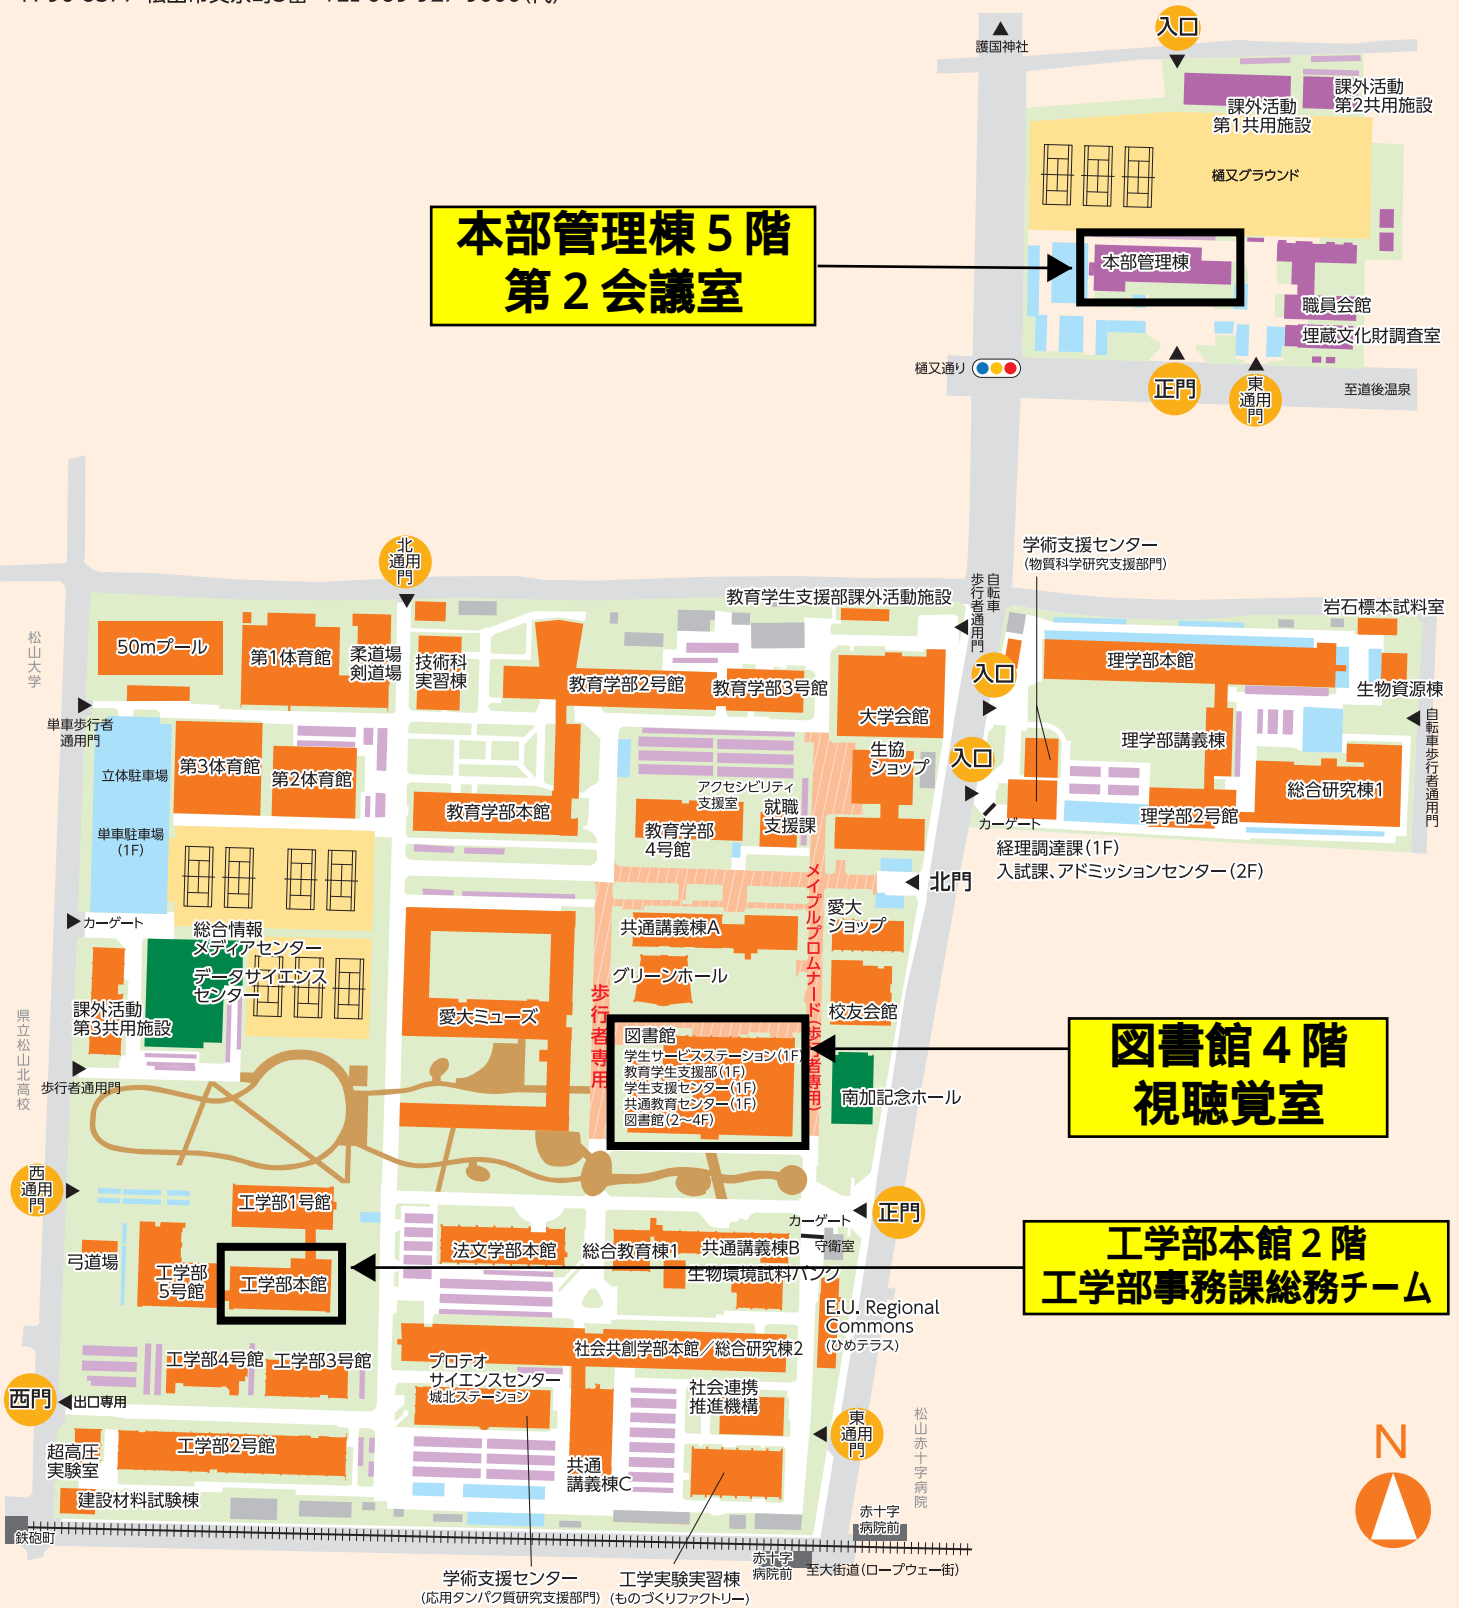 護国神社
入口
課外活動
第2共用施設
課外活動
第1共用施設
樋又グラウンド
本部管理棟5階
第2会議室
本部管理棟
職員会館
埋蔵文化財調査室
樋又通り
正門
東
通用
門
至道後温泉
北
通用
門
学術支援センター
(物質科学研究支援部門)
教育学生支援部課外活動施設
自転車
歩行者通用門
岩石標本試料室
松山大学
50mプール
第1体育館
柔道場
剣道場
技術科
実習棟
教育学部2号館
教育学部3号館
大学会館
入口
理学部本館
生物資源棟
単車歩行者
通用門
自転車歩行者通用門
理学部講義棟
第3体育館
第2体育館
立体駐車場
生協
ショップ
入口
アクセシビリティ
支援室
総合研究棟1
教育学部本館
就職
支援課
教育学部
4号館
理学部2号館
カーゲート
単車駐車場
(1F)
経理調達課(1F)
入試課、アドミッションセンター(2F)
メイプルプロムナード(歩行者専用)
北門
カーゲート
愛大
ショップ
共通講義棟A
総合情報
メディアセンター
データサイエンス
センター
グリーンホール
歩行者専用
課外活動
第3共用施設
愛大ミューズ
校友会館
県立松山北高校
図書館
学生サービスステーション(1F)
教育学生支援部(1F)
学生支援センター(1F)
共通教育センター(1F)
図書館(2〜4F)
図書館4階
視聴覚室
歩行者通用門
南加記念ホール
西
通用
門
工学部1号館
カーゲート
正門
守衛室
弓道場
工学部
5号館
工学部本館
法文学部本館
総合教育棟1
共通講義棟B
生物環境試料バンク
工学部本館2階
工学部事務課総務チーム
E.U. Regional
Commons
(ひめテラス)
工学部4号館
工学部3号館
社会共創学部本館／総合研究棟2
プロテオ
サイエンスセンター
城北ステーション
社会連携
推進機構
西門
出口専用
東
通用
門
松山赤十字病院
超高圧
実験室
工学部2号館
共通
講義棟C
N
建設材料試験棟
鉄砲町
赤十字
病院前
赤十字
病院前
至大街道(ロープウェー街)
学術支援センター
(応用タンパク質研究支援部門)
工学実験実習棟
(ものづくりファクトリー)